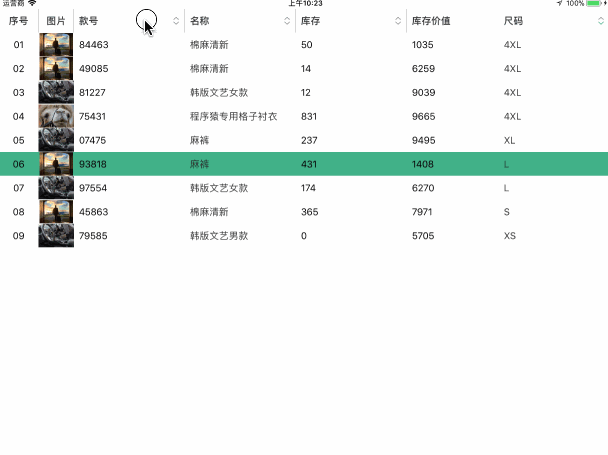 运营商 上午10:23 100%
序号 图片 款号 名称 库存 库存价值 尺码
01 84463 棉麻清新 50 1035 4XL
02 49085 棉麻清新 14 6259 4XL
03 81227 韩版文艺女款 12 9039 4XL
04 75431 程序猿专用格子衬衣 831 9665 4XL
05 07475 麻裤 237 9495 XL
06 93818 麻裤 431 1408 L
07 97554 韩版文艺女款 174 6270 L
08 45863 棉麻清新 365 7971 S
09 79585 韩版文艺男款 0 5705 XS